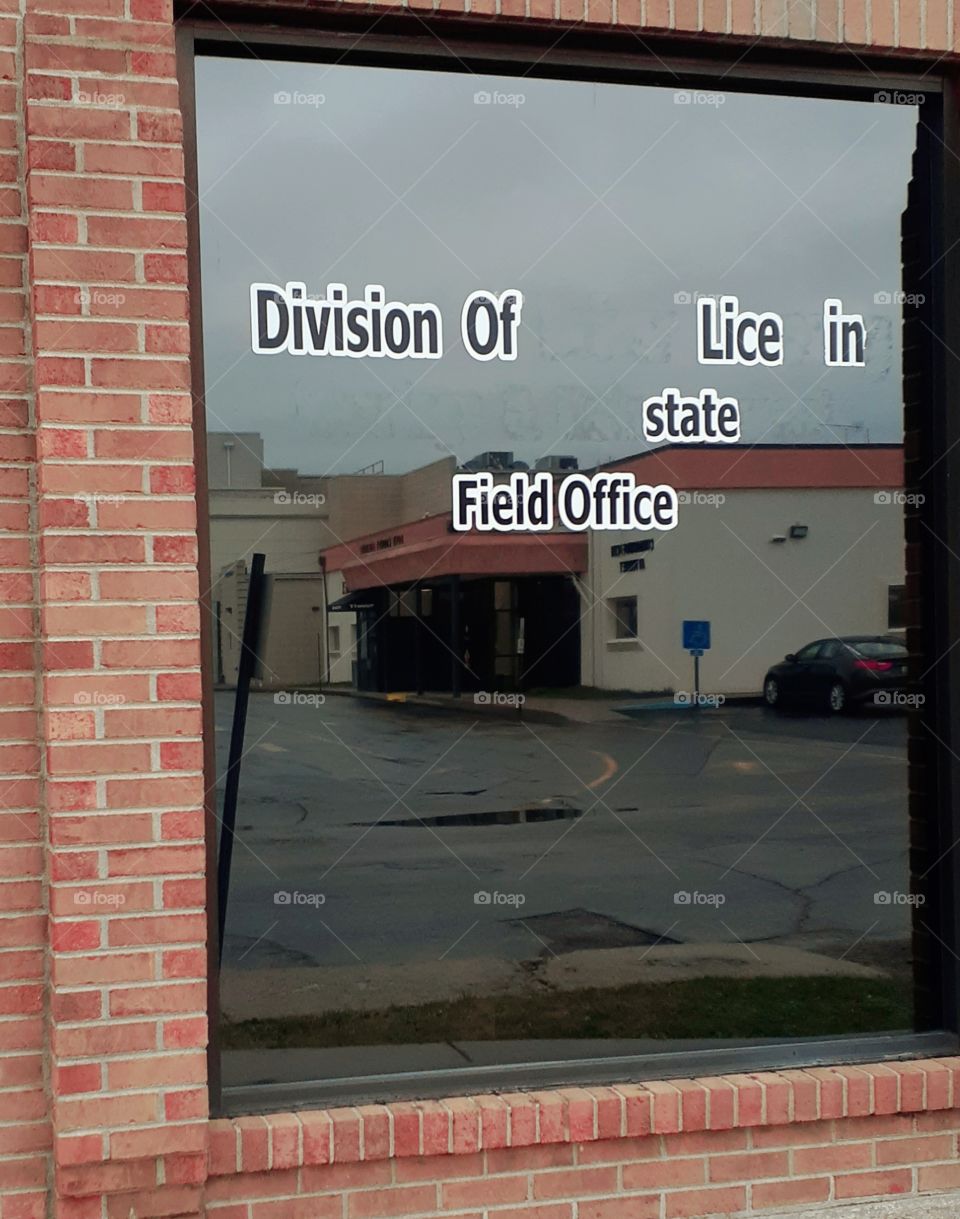 Division Of Lice in
state
Field Office